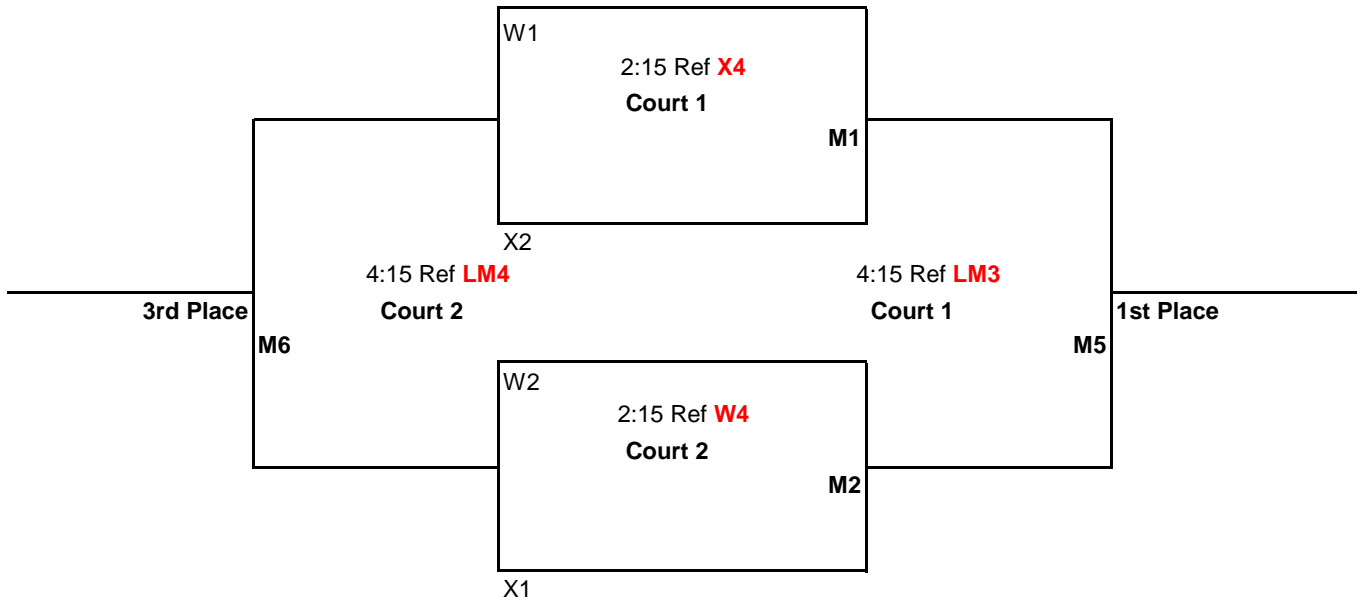 W1
2:15 Ref X4
Court 1
M1
X2
4:15 Ref LM4
4:15 Ref LM3
3rd Place
Court 2
Court 1
1st Place
M6
M5
W2
2:15 Ref W4
Court 2
M2
X1